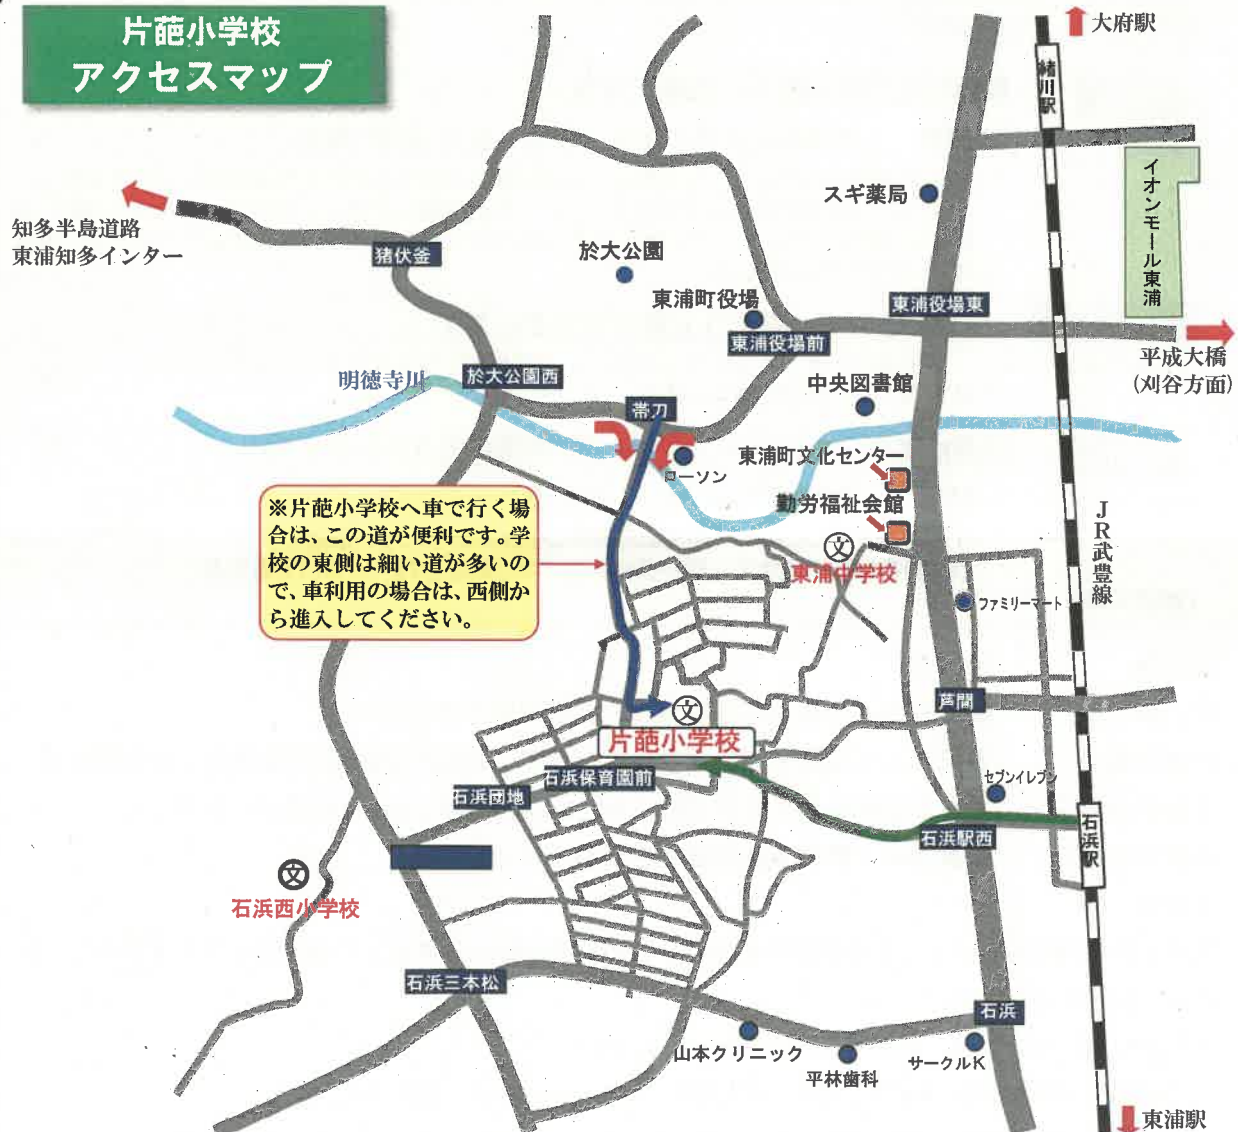 片葩小学校
アクセスマップ
大府駅
緒川駅
イオンモール東浦
スギ薬局
知多半島道路
東浦知多インター
猪伏釜
於大公園
東浦町役場
東浦役場前
東浦役場東
平成大橋
(刈谷方面)
明徳寺川
於大公園西
帯刀
中央図書館
ローソン
東浦町文化センター
勤労福祉会館
東浦中学校
※片葩小学校へ車で行く場
合は、この道が便利です。学
校の東側は細い道が多いの
で、車利用の場合は、西側か
ら進入してください。
JR武豊線
ファミリーマート
文
文
芦間
片葩小学校
石浜保育園前
石浜団地
セブンイレブン
石浜駅西
石浜駅
文
石浜西小学校
石浜三本松
石浜
山本クリニック
平林歯科
サークルK
東浦駅